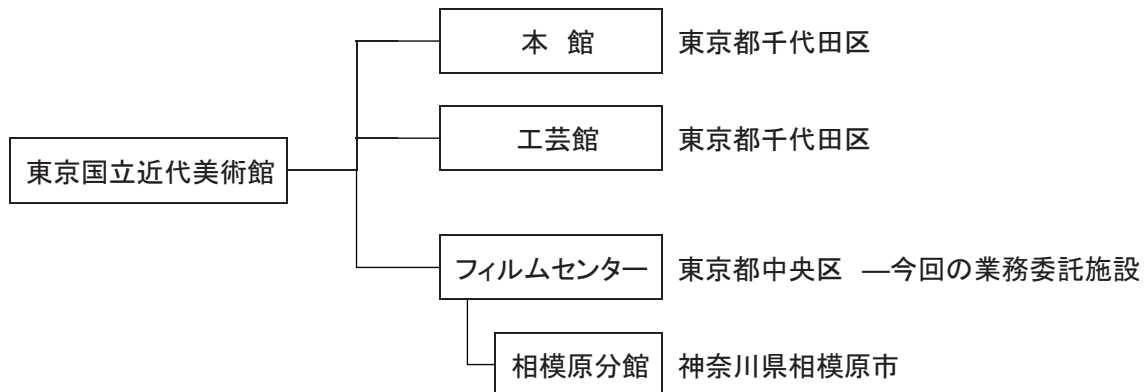 本 館 東京都千代田区
工芸館 東京都千代田区
東京国立近代美術館
フィルムセンター 東京都中央区 ―今回の業務委託施設
相模原分館 神奈川県相模原市